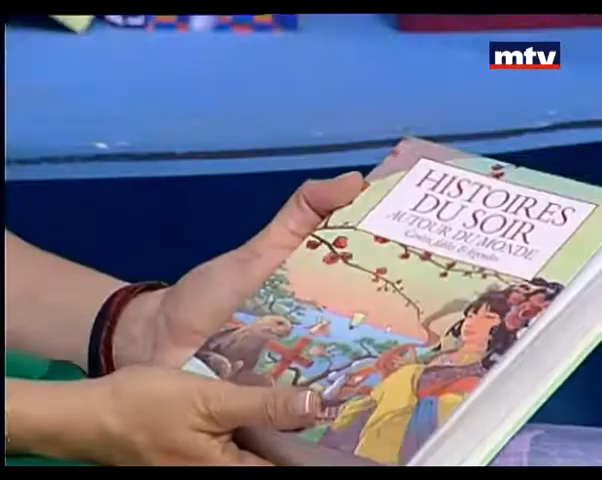 mtv
HISTOIRES
DU SOIR
AUTOUR DU MONDE
Contes, fables & légendes